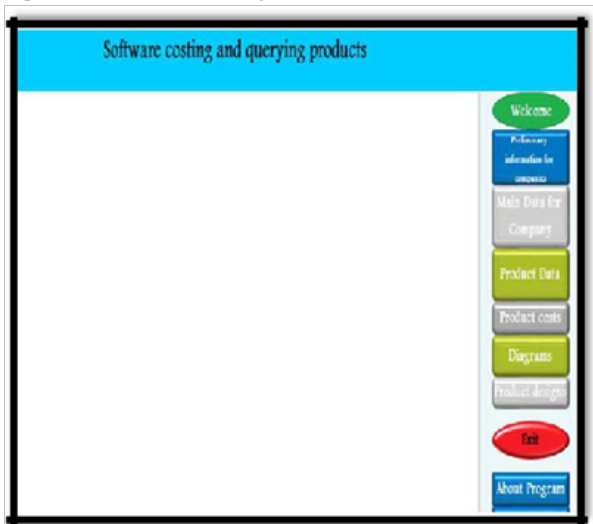 Software costing and querying products
Welcome
Preliminary
information for
companies
Main Data for
Company
Product Data
Product costs
Diagrams
Product designs
Exit
About Program